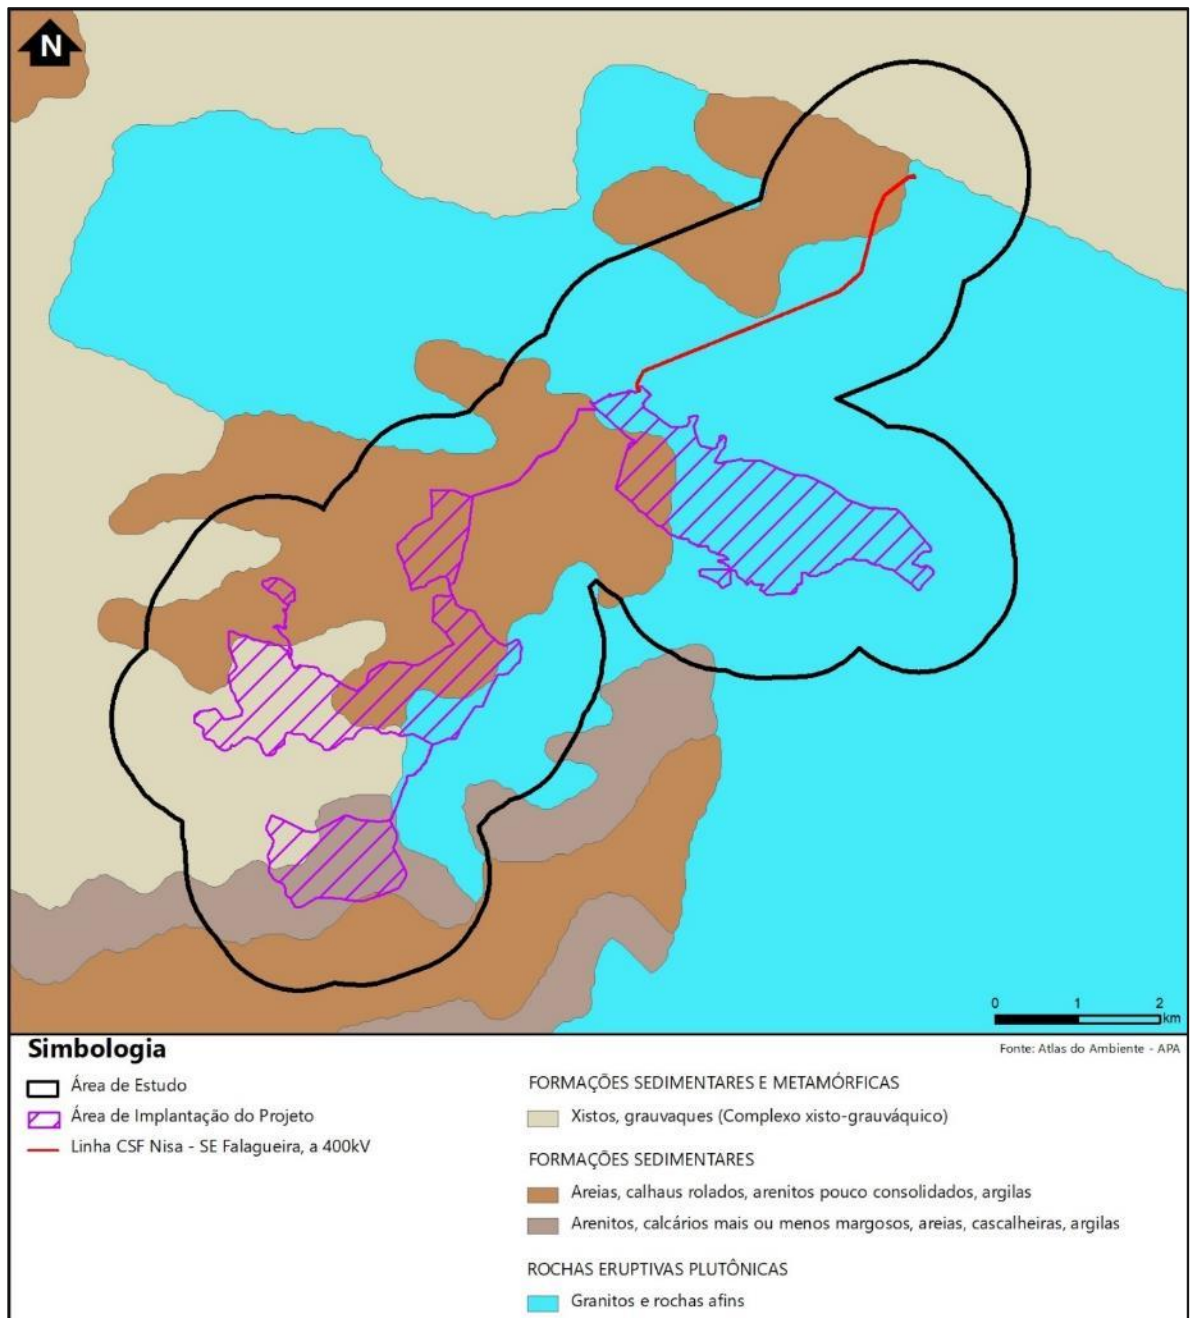 N
0 1 2
km
Simbologia
Fonte: Atlas do Ambiente - APA
Área de Estudo
Área de Implantação do Projeto
Linha CSF Nisa - SE Falagueira, a 400kV
FORMAÇÕES SEDIMENTARES E METAMÓRFICAS
Xistos, grauvaques (Complexo xisto-grauváquico)
FORMAÇÕES SEDIMENTARES
Areias, calhaus rolados, arenitos pouco consolidados, argilas
Arenitos, calcários mais ou menos margosos, areias, cascalheiras, argilas
ROCHAS ERUPTIVAS PLUTÔNICAS
Granitos e rochas afins